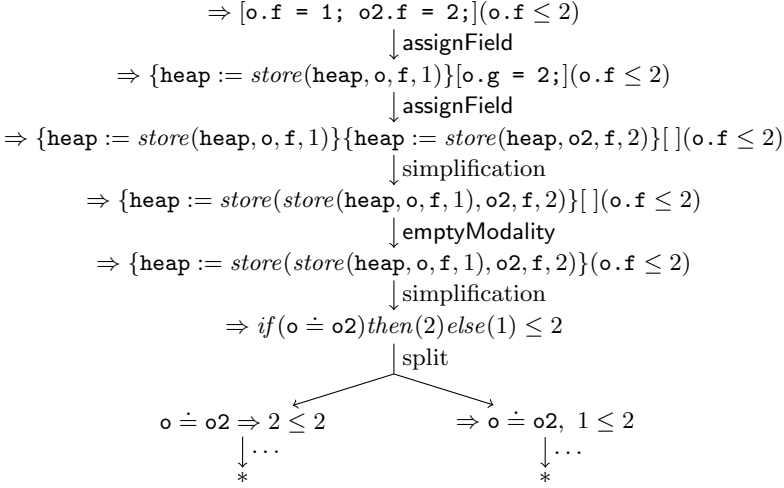 ⇒ [o.f = 1; o2.f = 2;](o.f ≤ 2)
assignField
⇒ {heap := store(heap, o, f, 1)}[o.g = 2;](o.f ≤ 2)
assignField
⇒ {heap := store(heap, o, f, 1)}{heap := store(heap, o2, f, 2)}[ ](o.f ≤ 2)
simplification
⇒ {heap := store(store(heap, o, f, 1), o2, f, 2)}[ ](o.f ≤ 2)
emptyModality
⇒ {heap := store(store(heap, o, f, 1), o2, f, 2)}(o.f ≤ 2)
simplification
⇒ if(o ≐ o2)then(2)else(1) ≤ 2
split
o ≐ o2 ⇒ 2 ≤ 2 ⇒ o ≐ o2, 1 ≤ 2
... ...
* *